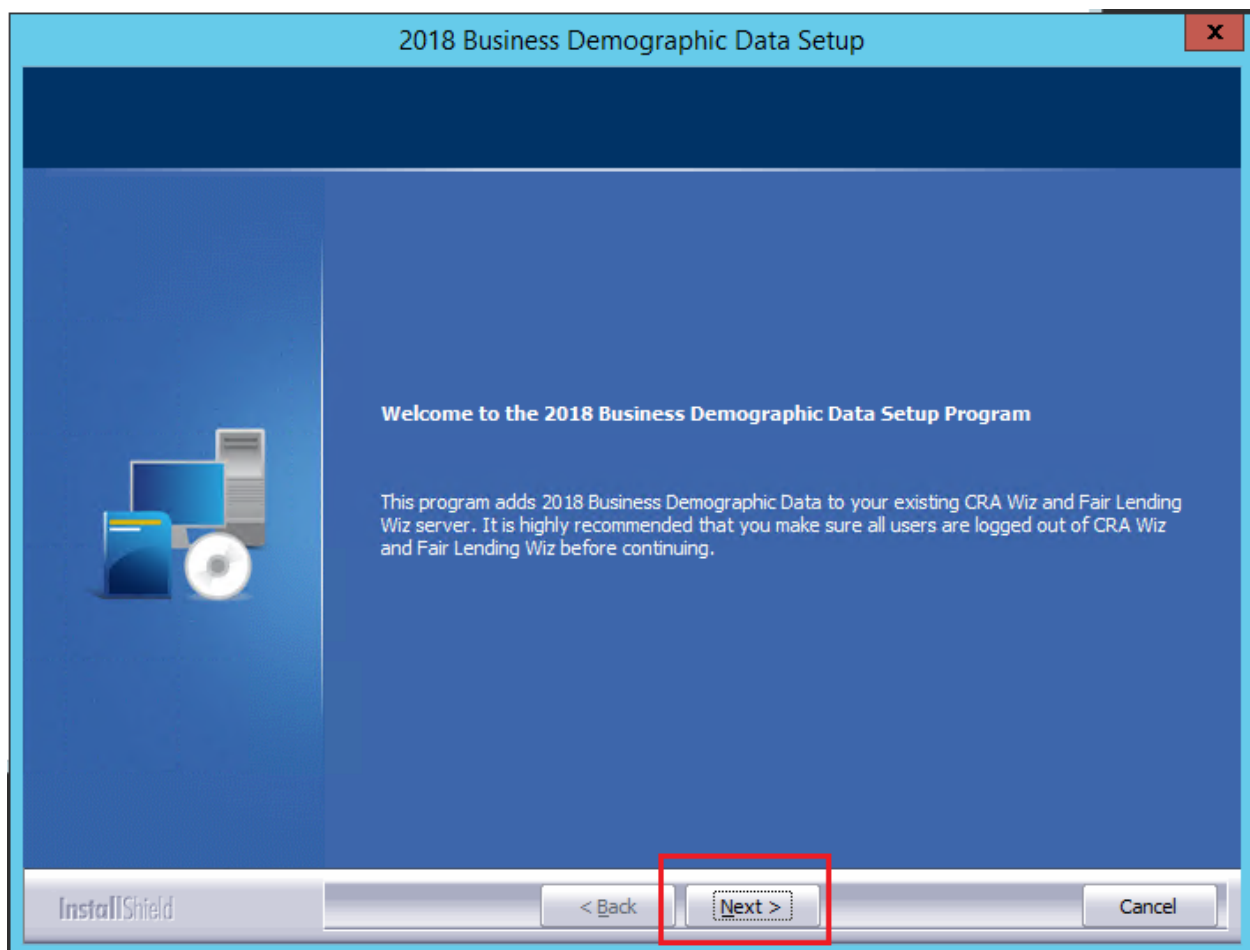 2018 Business Demographic Data Setup
x
Welcome to the 2018 Business Demographic Data Setup Program
This program adds 2018 Business Demographic Data to your existing CRA Wiz and Fair Lending
Wiz server. It is highly recommended that you make sure all users are logged out of CRA Wiz
and Fair Lending Wiz before continuing.
InstallShield
< Back
Next >
Cancel